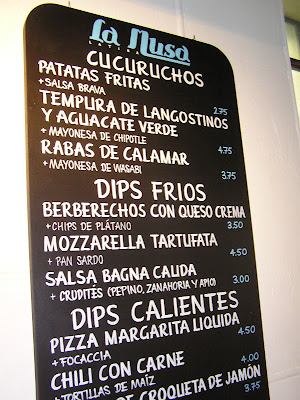 La Musa
CUCURUCHOS
PATATAS FRITAS
+ SALSA BRAVA 2.75
TEMPURA DE LANGOSTINOS
Y AGUACATE VERDE
+ MAYONESA DE CHIPOTLE 4.75
RABAS DE CALAMAR
+ MAYONESA DE WASABI 3.75
DIPS FRIOS
BERBERECHOS CON QUESO CREMA
+ CHIPS DE PLÁTANO 3.50
MOZZARELLA TARTUFATA
+ PAN SARDO 4.50
SALSA BAGNA CAUDA
+ CRUDITÉS (PEPINO, ZANAHORIA Y APIO) 3.00
DIPS CALIENTES
PIZZA MARGARITA LIQUIDA
+ FOCACCIA 4.50
CHILI CON CARNE
+ TORTILLAS DE MAÍZ 4.00
DE CROQUETA DE JAMÓN
3.75